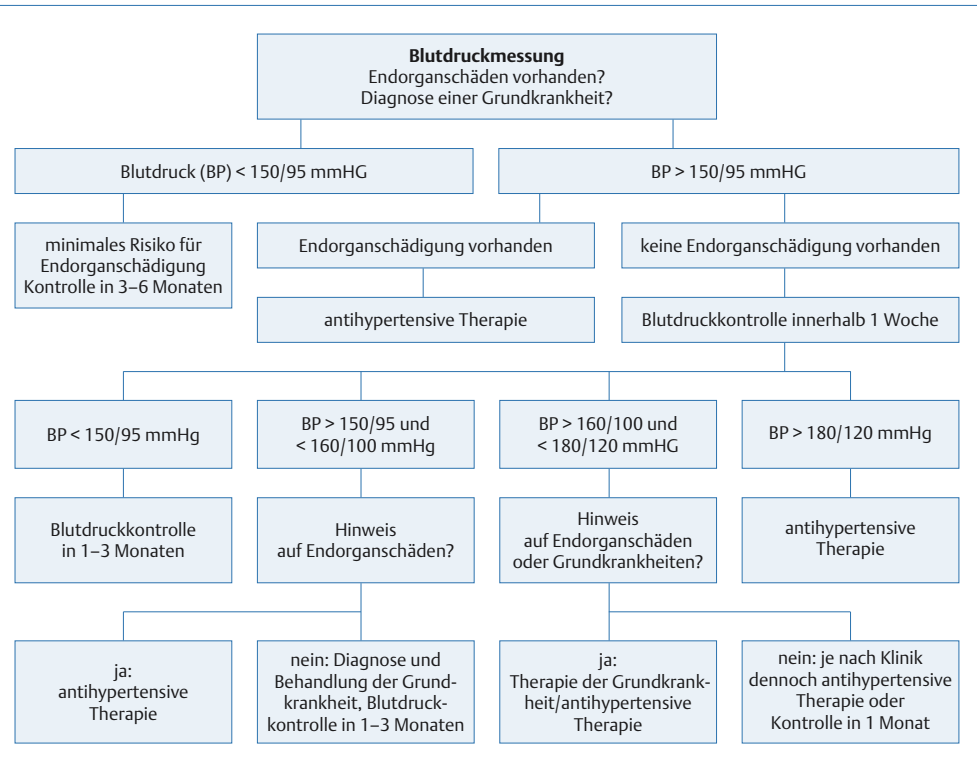 Blutdruckmessung
Endorganschäden vorhanden?
Diagnose einer Grundkrankheit?
Blutdruck (BP) < 150/95 mmHG
BP > 150/95 mmHG
minimales Risiko für
Endorganschädigung
Kontrolle in 3–6 Monaten
Endorganschädigung vorhanden
keine Endorganschädigung vorhanden
antihypertensive Therapie
Blutdruckkontrolle innerhalb 1 Woche
BP < 150/95 mmHg
BP > 150/95 und
< 160/100 mmHg
BP > 160/100 und
< 180/120 mmHG
BP > 180/120 mmHg
Blutdruckkontrolle
in 1–3 Monaten
Hinweis
auf Endorganschäden?
Hinweis
auf Endorganschäden
oder Grundkrankheiten?
antihypertensive
Therapie
ja:
antihypertensive
Therapie
nein: Diagnose und
Behandlung der Grund-
krankheit, Blutdruck-
kontrolle in 1–3 Monaten
ja:
Therapie der Grundkrank-
heit/antihypertensive
Therapie
nein: je nach Klinik
dennoch antihypertensive
Therapie oder
Kontrolle in 1 Monat